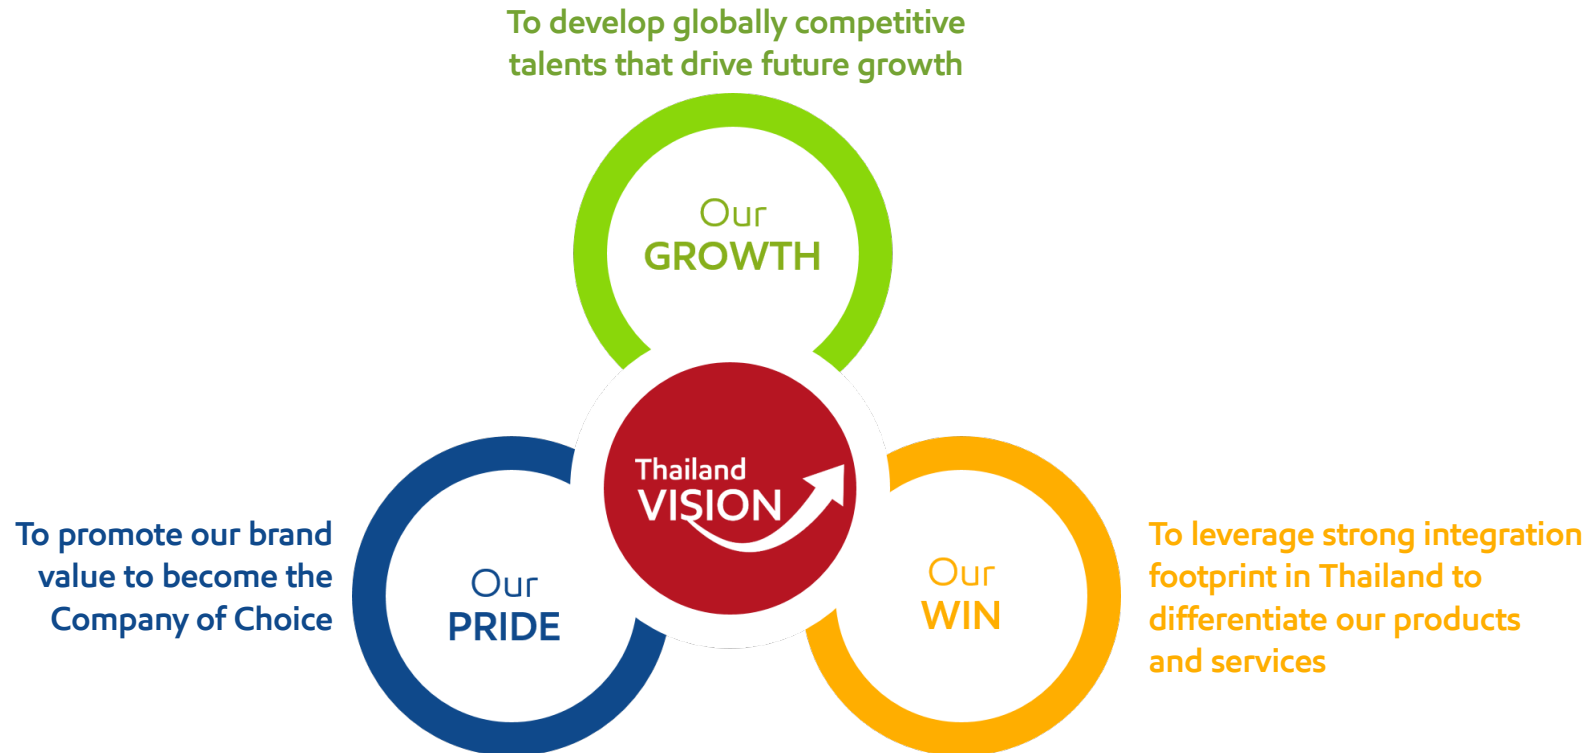 To develop globally competitive
talents that drive future growth
Our
GROWTH
Thailand
VISION
To promote our brand
value to become the
Company of Choice
Our
PRIDE
Our
WIN
To leverage strong integration
footprint in Thailand to
differentiate our products
and services